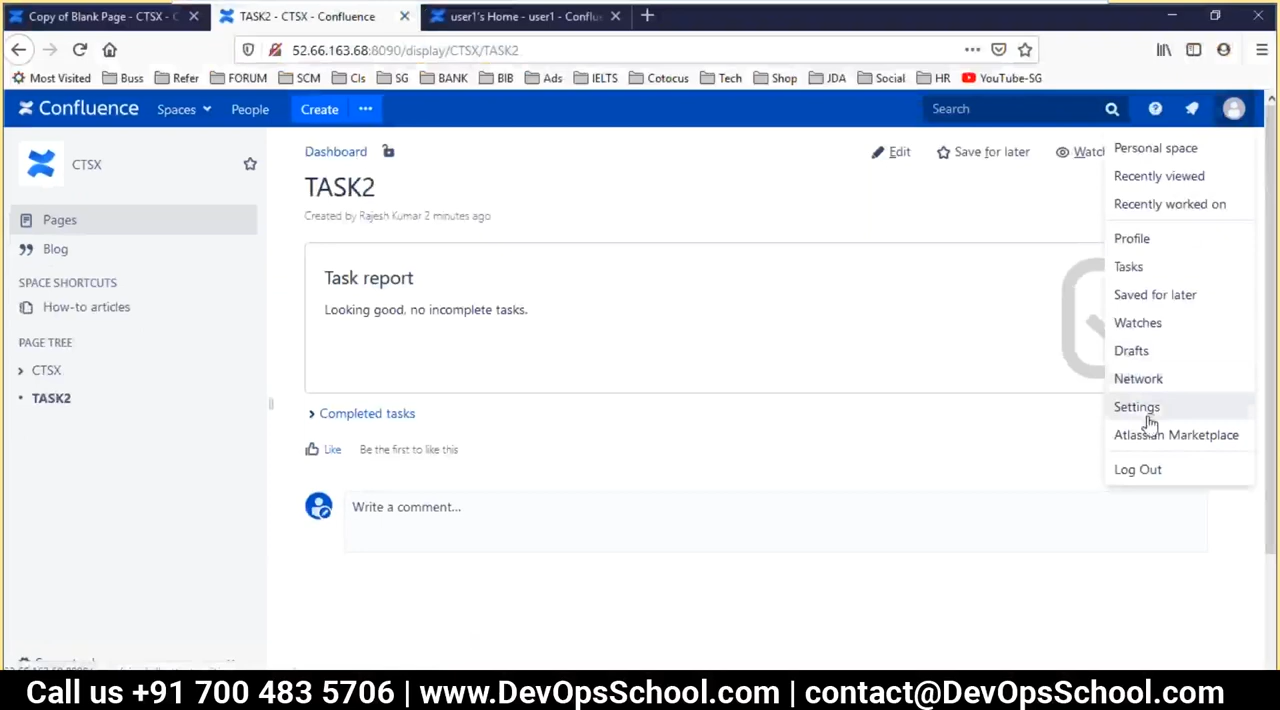 Copy of Blank Page - CTSX - C
TASK2 - CTSX - Confluence
user1's Home - user1 - Conflu
52.66.163.68:8090/display/CTSX/TASK2
Most Visited Buss Refer FORUM SCM CIs SG BANK BIB Ads IELTS Cotocus Tech Shop JDA Social HR YouTube-SG
Confluence Spaces People Create ••• Search
CTSX
Pages
Blog
SPACE SHORTCUTS
How-to articles
PAGE TREE
CTSX
TASK2
Dashboard
Edit Save for later Watch
TASK2
Created by Rajesh Kumar 2 minutes ago
Task report
Looking good, no incomplete tasks.
Completed tasks
Like Be the first to like this
Write a comment...
Personal space
Recently viewed
Recently worked on
Profile
Tasks
Saved for later
Watches
Drafts
Network
Settings
Atlassian Marketplace
Log Out
Call us +91 700 483 5706 | www.DevOpsSchool.com | contact@DevOpsSchool.com